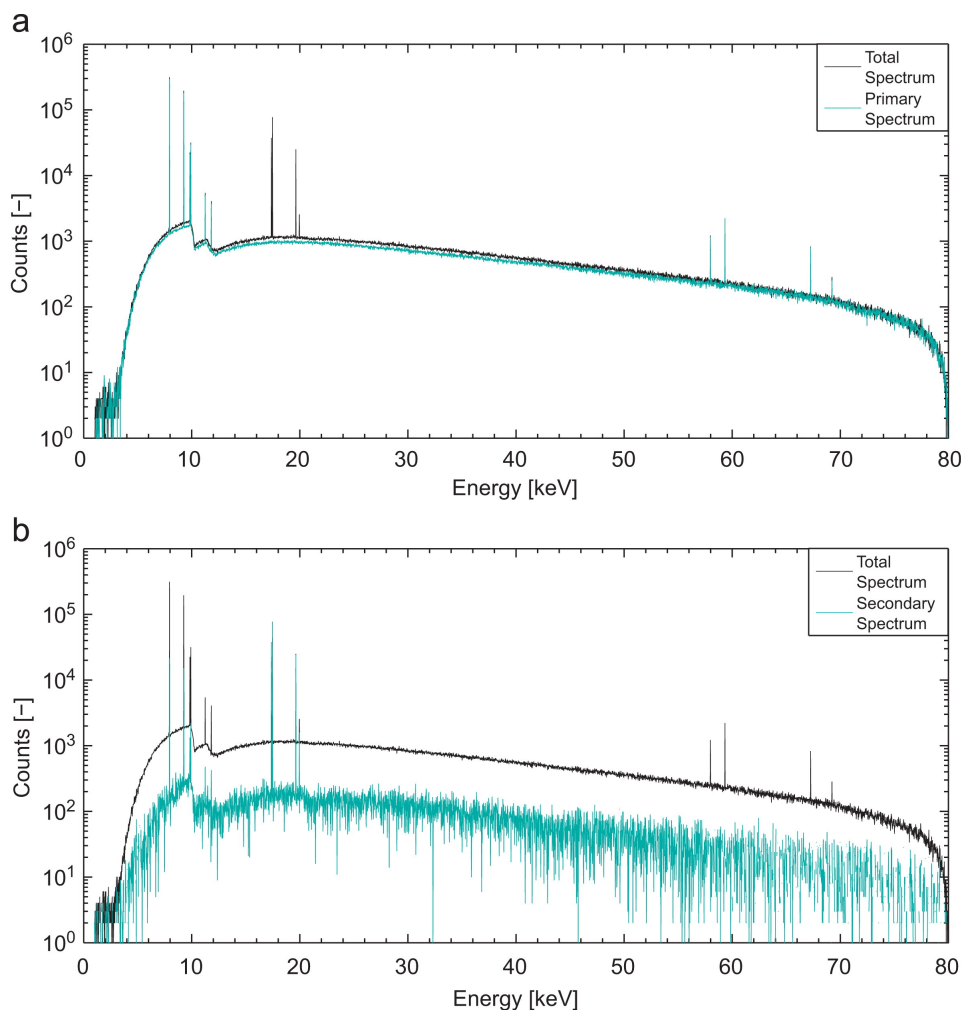 a
10^6
10^5
10^4
10^3
10^2
10^1
10^0
Counts [−]
Total
Spectrum
Primary
Spectrum
0 10 20 30 40 50 60 70 80
Energy [keV]
b
10^6
10^5
10^4
10^3
10^2
10^1
10^0
Counts [−]
Total
Spectrum
Secondary
Spectrum
0 10 20 30 40 50 60 70 80
Energy [keV]